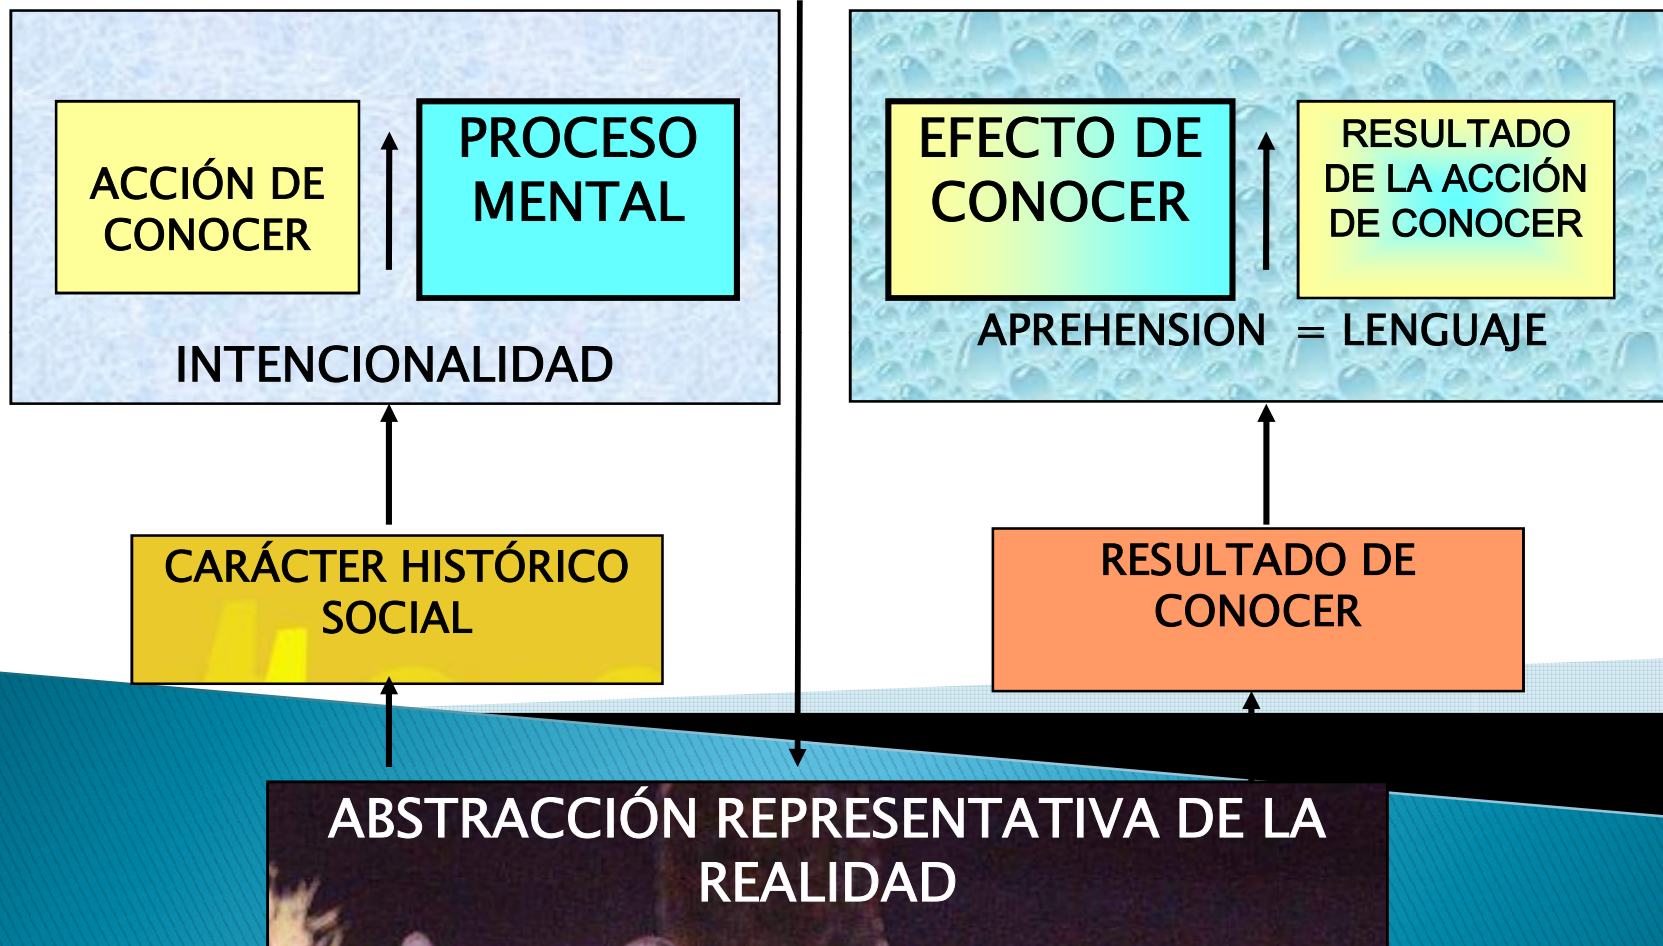 ACCIÓN DE
CONOCER
PROCESO
MENTAL
INTENCIONALIDAD
EFECTO DE
CONOCER
RESULTADO
DE LA ACCIÓN
DE CONOCER
APREHENSION = LENGUAJE
CARÁCTER HISTÓRICO
SOCIAL
RESULTADO DE
CONOCER
ABSTRACCIÓN REPRESENTATIVA DE LA
REALIDAD